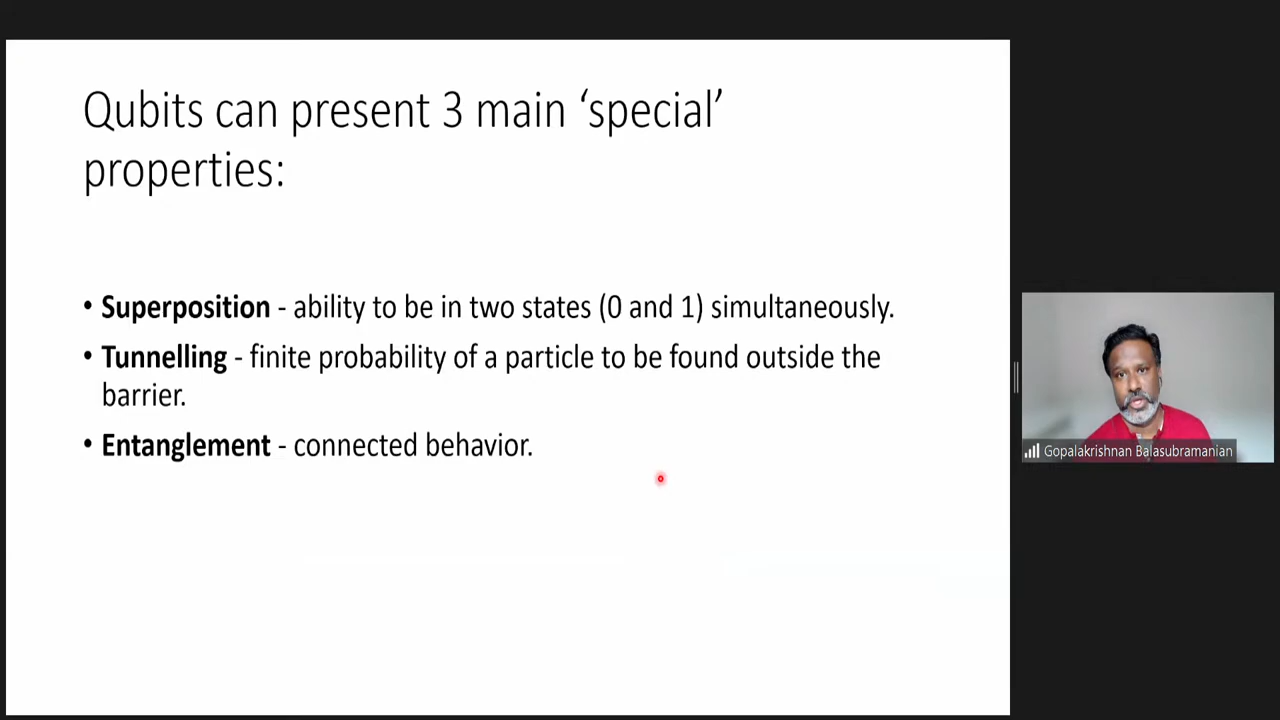 Qubits can present 3 main ‘special’
properties:
• Superposition - ability to be in two states (0 and 1) simultaneously.
• Tunnelling - finite probability of a particle to be found outside the
barrier.
• Entanglement - connected behavior.
Gopalakrishnan Balasubramanian